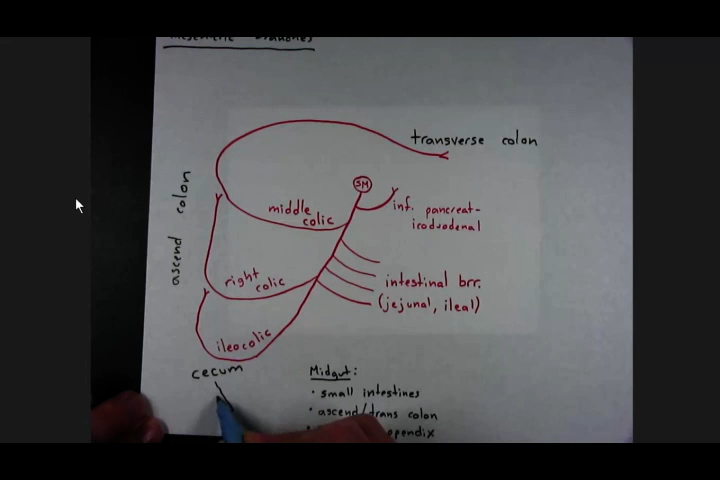 transverse colon
SM
ascend colon
middle
colic
inf. pancreat-
icoduodenal
right
colic
intestinal brr.
(jejunal, ileal)
ileocolic
cecum
Midgut:
· small intestines
· ascend/trans colon